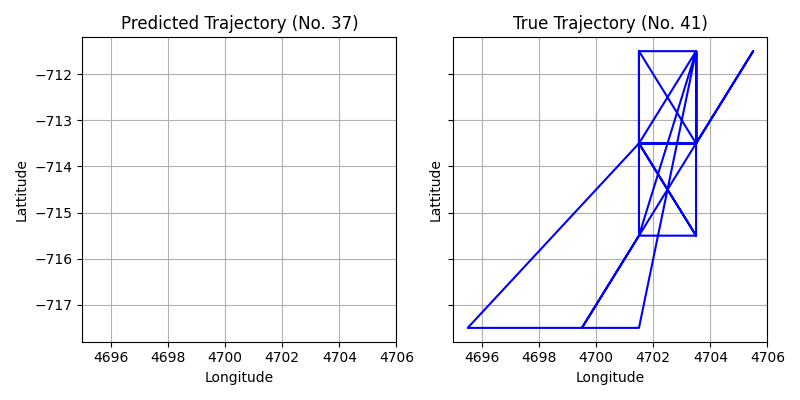 Predicted Trajectory (No. 37)
True Trajectory (No. 41)
−712
−713
−714
−715
−716
−717
Lattitude
4696 4698 4700 4702 4704 4706
Longitude
Lattitude
4696 4698 4700 4702 4704 4706
Longitude